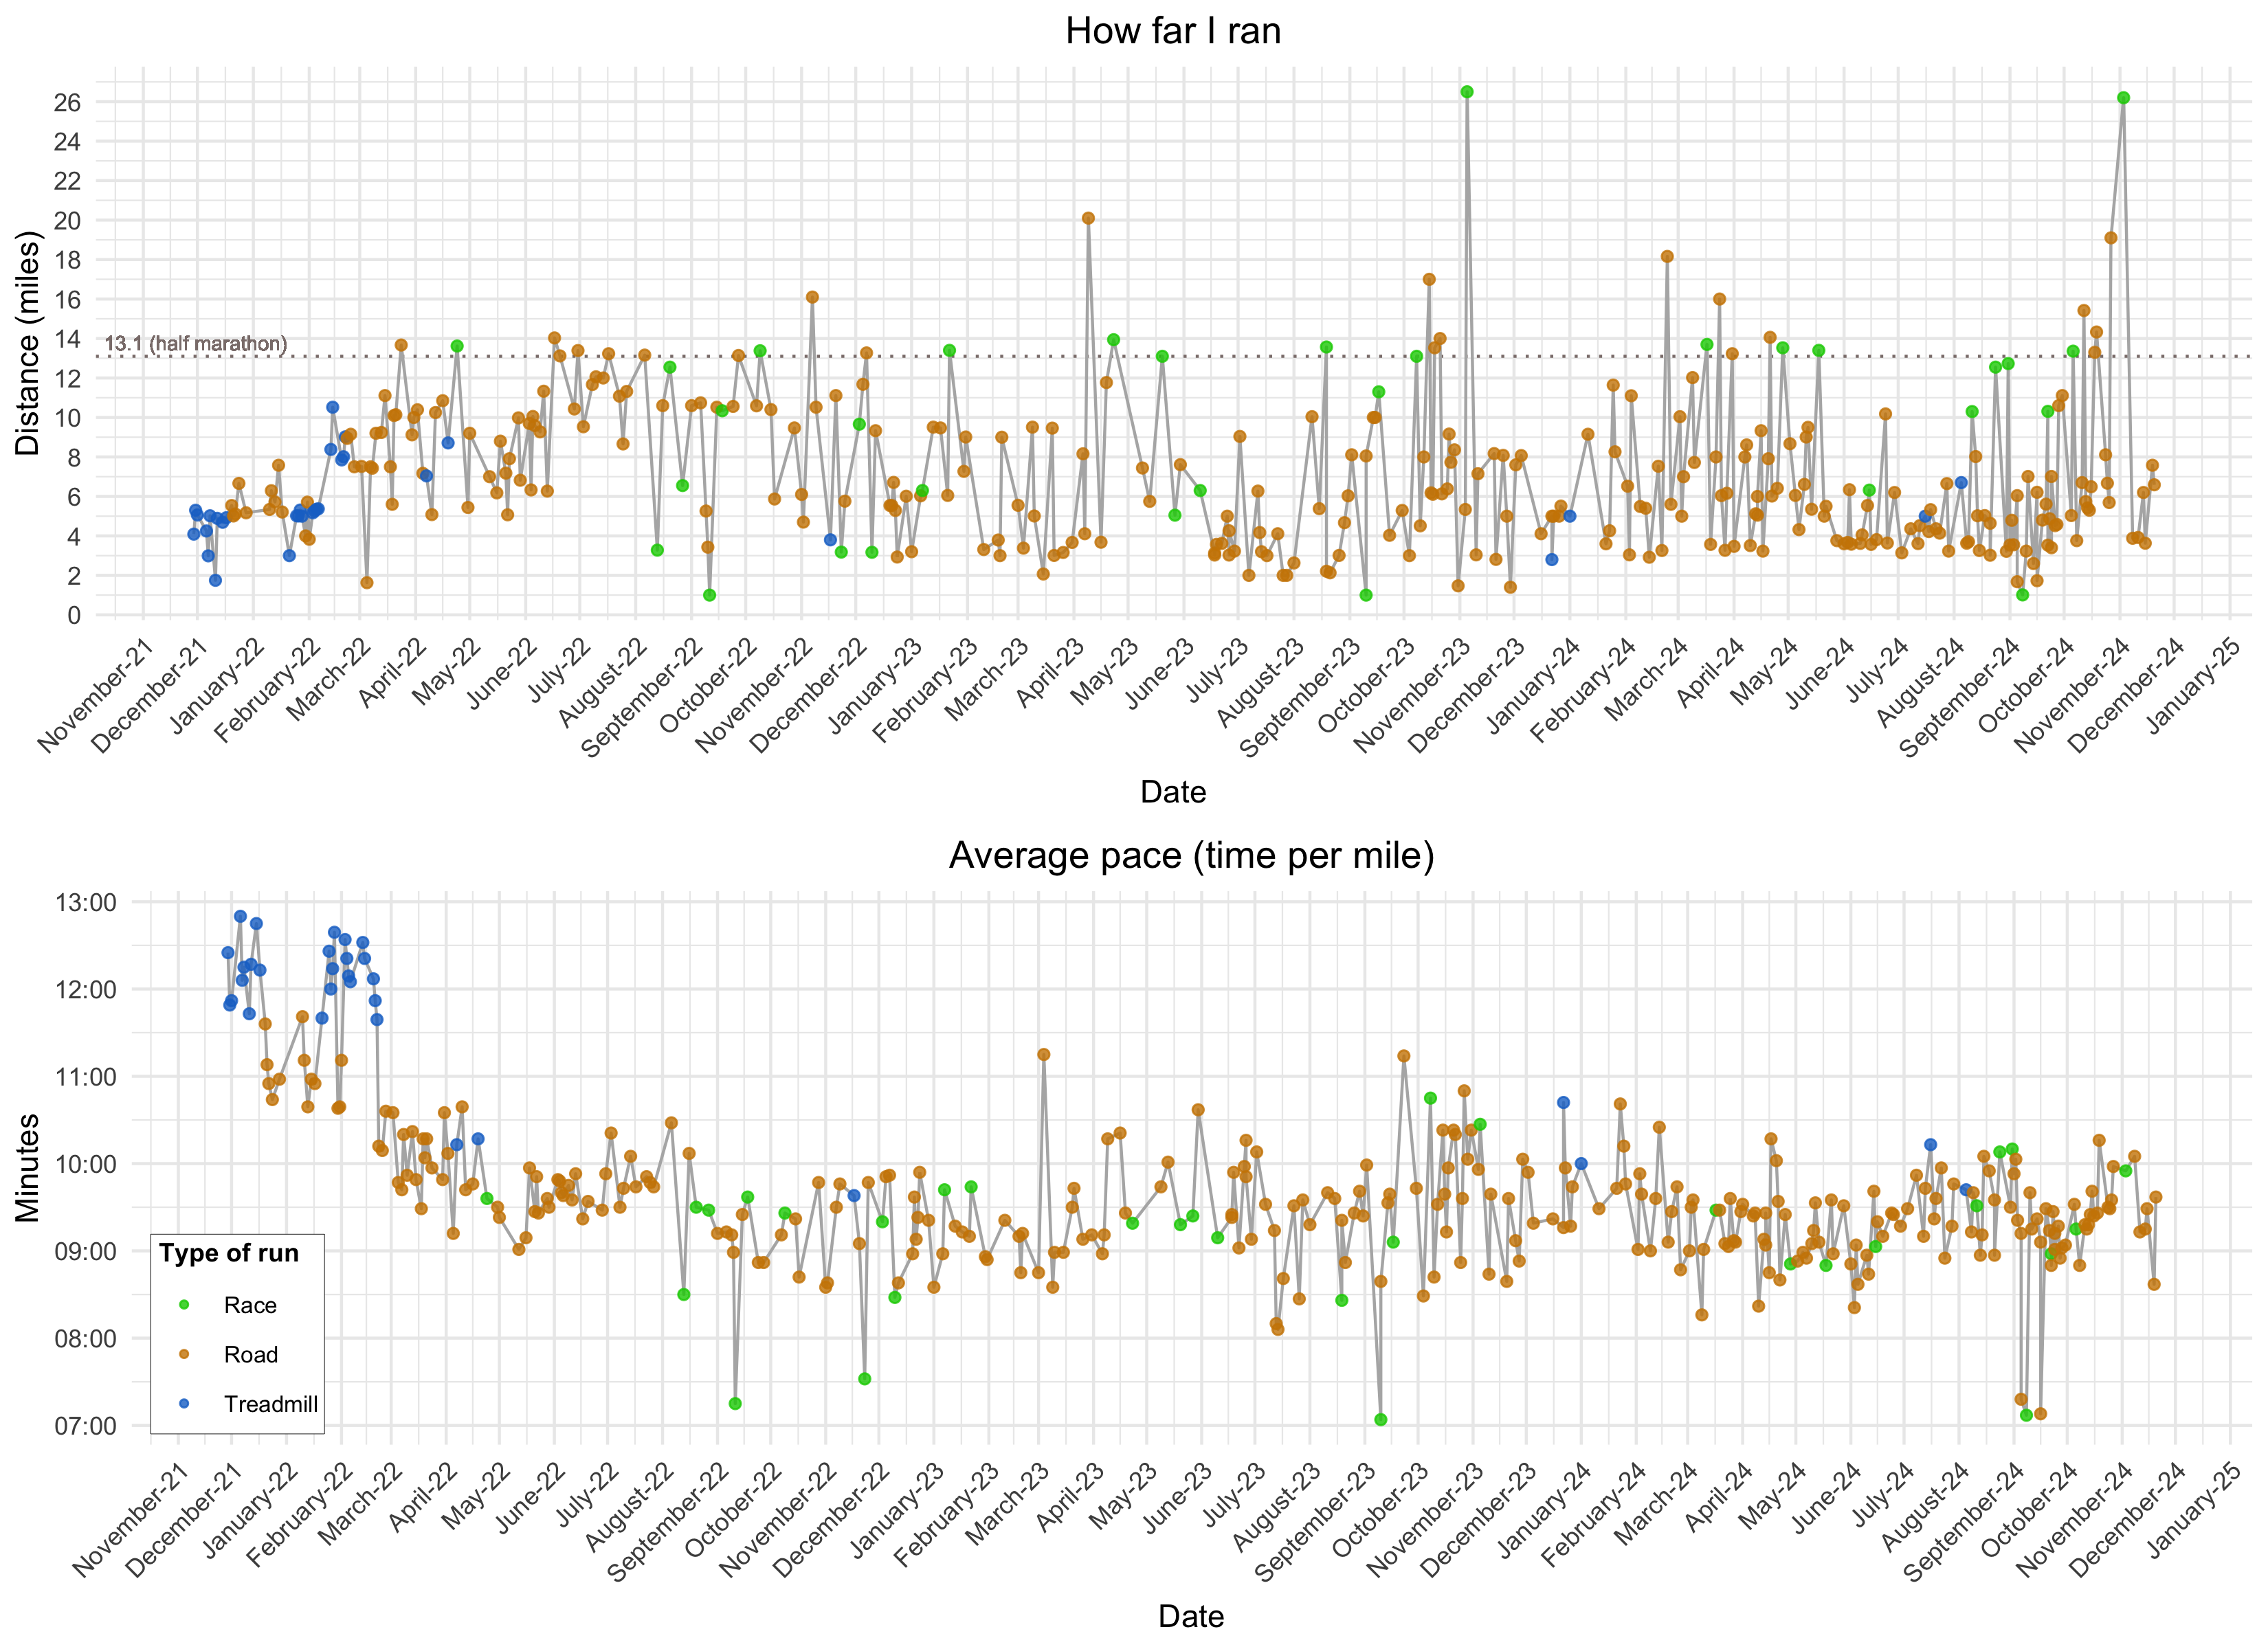 How far I ran
Distance (miles)
26
24
22
20
18
16
14
12
10
8
6
4
2
0
13.1 (half marathon)
November-21
December-21
January-22
February-22
March-22
April-22
May-22
June-22
July-22
August-22
September-22
October-22
November-22
December-22
January-23
February-23
March-23
April-23
May-23
June-23
July-23
August-23
September-23
October-23
November-23
December-23
January-24
February-24
March-24
April-24
May-24
June-24
July-24
August-24
September-24
October-24
November-24
December-24
January-25
Date
Average pace (time per mile)
Minutes
13:00
12:00
11:00
10:00
09:00
08:00
07:00
Type of run
Race
Road
Treadmill
November-21
December-21
January-22
February-22
March-22
April-22
May-22
June-22
July-22
August-22
September-22
October-22
November-22
December-22
January-23
February-23
March-23
April-23
May-23
June-23
July-23
August-23
September-23
October-23
November-23
December-23
January-24
February-24
March-24
April-24
May-24
June-24
July-24
August-24
September-24
October-24
November-24
December-24
January-25
Date